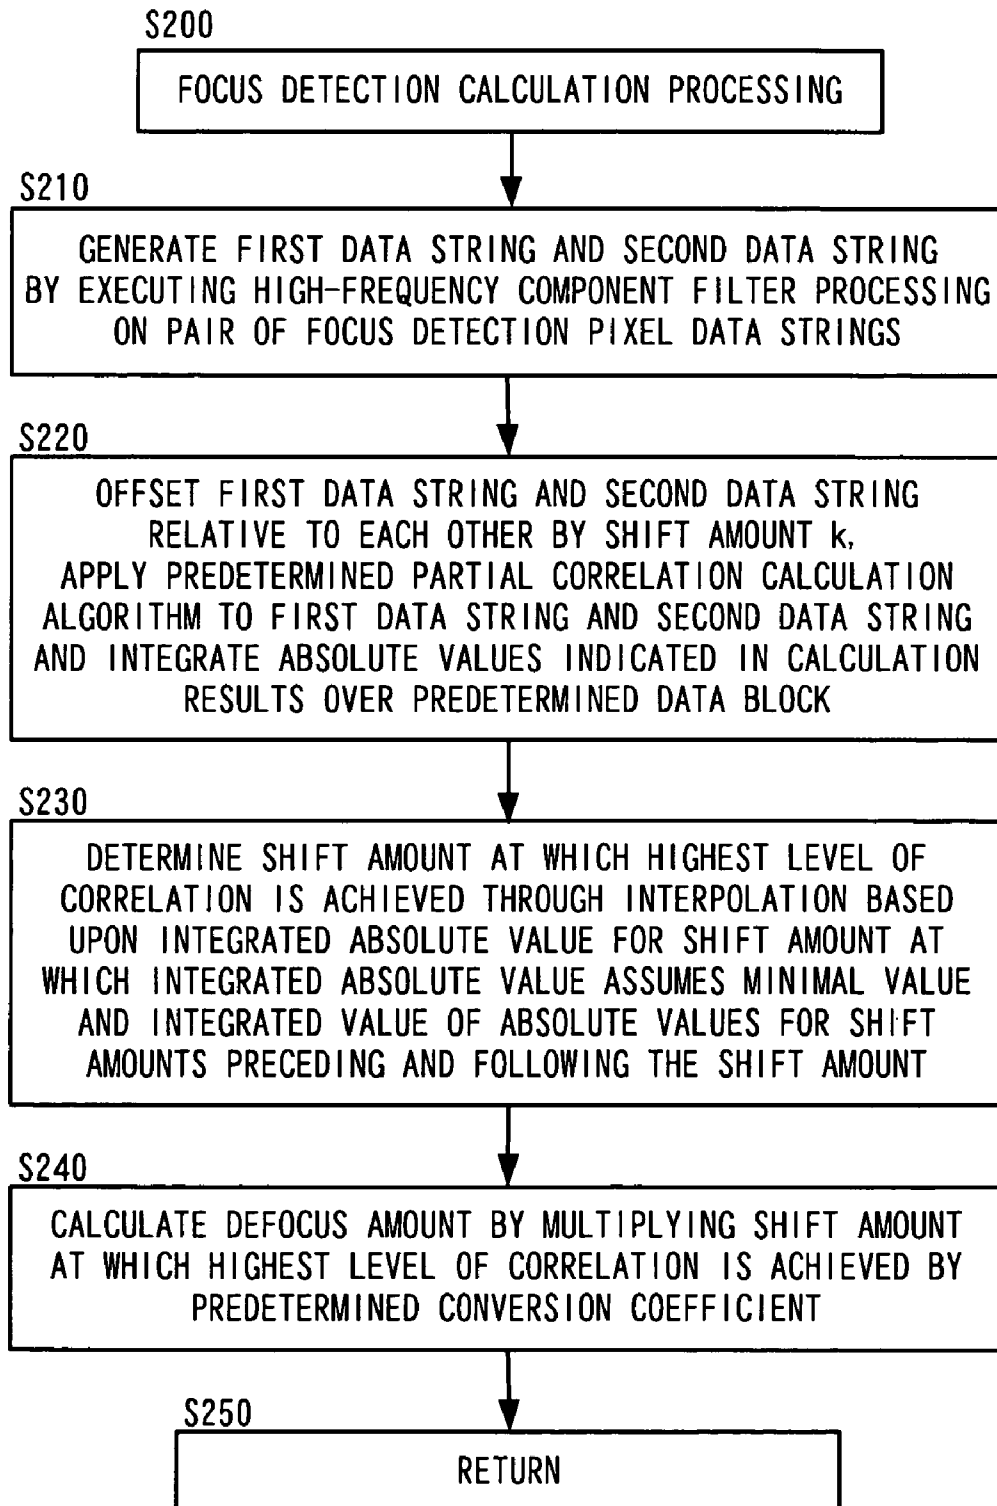 S200
FOCUS DETECTION CALCULATION PROCESSING
S210
GENERATE FIRST DATA STRING AND SECOND DATA STRING
BY EXECUTING HIGH-FREQUENCY COMPONENT FILTER PROCESSING
ON PAIR OF FOCUS DETECTION PIXEL DATA STRINGS
S220
OFFSET FIRST DATA STRING AND SECOND DATA STRING
RELATIVE TO EACH OTHER BY SHIFT AMOUNT k,
APPLY PREDETERMINED PARTIAL CORRELATION CALCULATION
ALGORITHM TO FIRST DATA STRING AND SECOND DATA STRING
AND INTEGRATE ABSOLUTE VALUES INDICATED IN CALCULATION
RESULTS OVER PREDETERMINED DATA BLOCK
S230
DETERMINE SHIFT AMOUNT AT WHICH HIGHEST LEVEL OF
CORRELATION IS ACHIEVED THROUGH INTERPOLATION BASED
UPON INTEGRATED ABSOLUTE VALUE FOR SHIFT AMOUNT AT
WHICH INTEGRATED ABSOLUTE VALUE ASSUMES MINIMAL VALUE
AND INTEGRATED VALUE OF ABSOLUTE VALUES FOR SHIFT
AMOUNTS PRECEDING AND FOLLOWING THE SHIFT AMOUNT
S240
CALCULATE DEFOCUS AMOUNT BY MULTIPLYING SHIFT AMOUNT
AT WHICH HIGHEST LEVEL OF CORRELATION IS ACHIEVED BY
PREDETERMINED CONVERSION COEFFICIENT
S250
RETURN